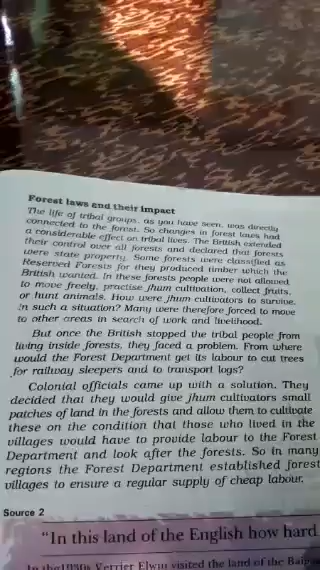 Forest laws and their impact
The life of tribal groups, as you have seen, was directly
connected to the forest. So changes in forest laws had
a considerable effect on tribal lives. The British extended
their control over all forests and declared that forests
were state property. Some forests were classified as
Reserved Forests for they produced timber which the
British wanted. In these forests people were not allowed
to move freely, practise jhum cultivation, collect fruits,
or hunt animals. How were jhum cultivators to survive
in such a situation? Many were therefore forced to move
to other areas in search of work and livelihood.
But once the British stopped the tribal people from
living inside forests, they faced a problem. From where
would the Forest Department get its labour to cut trees
for railway sleepers and to transport logs?
Colonial officials came up with a solution. They
decided that they would give jhum cultivators small
patches of land in the forests and allow them to cultivate
these on the condition that those who lived in the
villages would have to provide labour to the Forest
Department and look after the forests. So in many
regions the Forest Department established forest
villages to ensure a regular supply of cheap labour.
Source 2
"In this land of the English how hard
In the 1930s Verrier Elwin visited the land of the